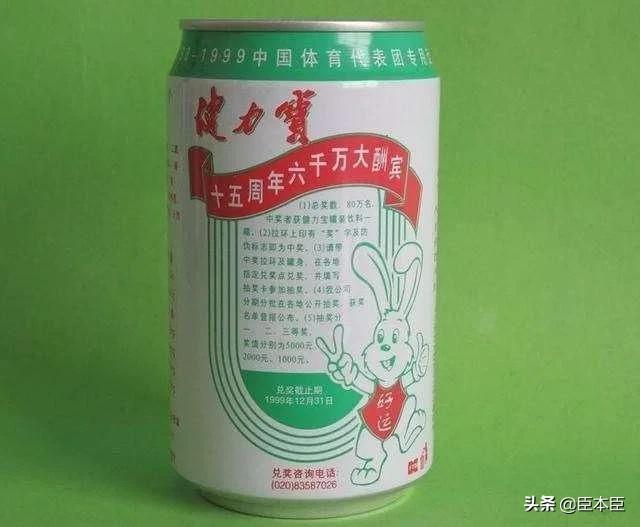 -1999中国体育代表团专用
健力寶
十五周年六千万大酬宾
(1)总奖数，80万名，
中奖者获健力宝罐装饮料一
箱。(2)拉环上印有“奖”字及防
伪标志即为中奖。(3)请带
中奖拉环及罐身，在各地
指定兑奖点兑奖，并填写
抽奖卡参加抽奖。(4)我公司
分期分批在各地公开抽奖，获奖
名单登报公布。(5)抽奖分
一、二、三等奖，
奖值分别为5000元、
2000元、1000元。
好运
兑奖截止期
1999年12月31日
兑奖咨询电话:
(020)83587026
头条 @臣本臣